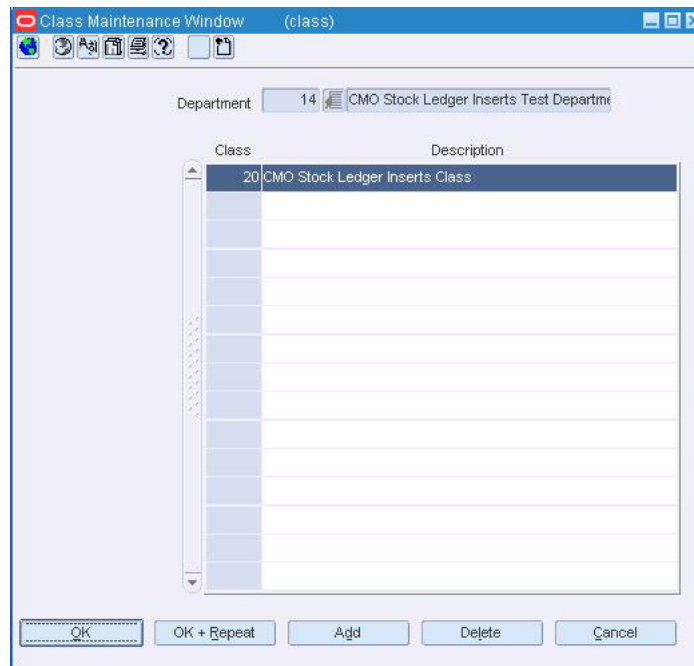 Class Maintenance Window (class)
Department 14 CMO Stock Ledger Inserts Test Departme
Class Description
20 CMO Stock Ledger Inserts Class
OK OK + Repeat Add Delete Cancel